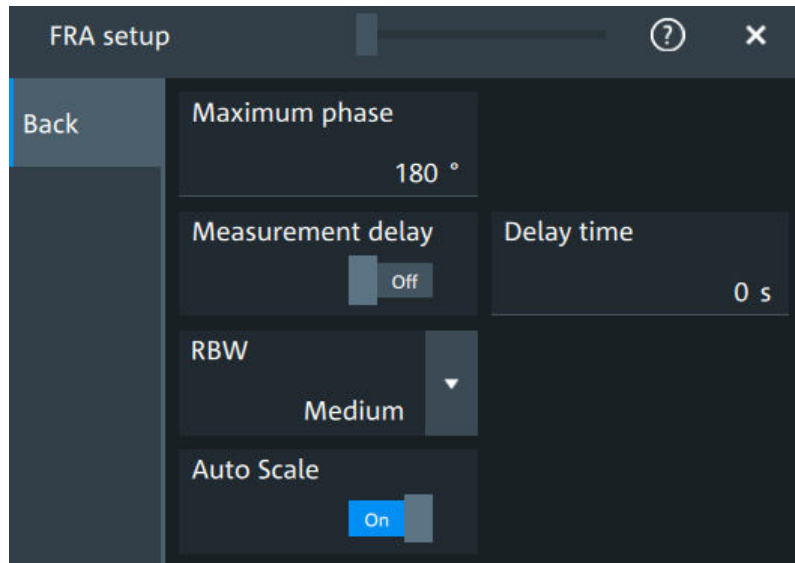 FRA setup
?
×
Back
Maximum phase
180 °
Measurement delay
Off
Delay time
0 s
RBW
Medium
Auto Scale
On